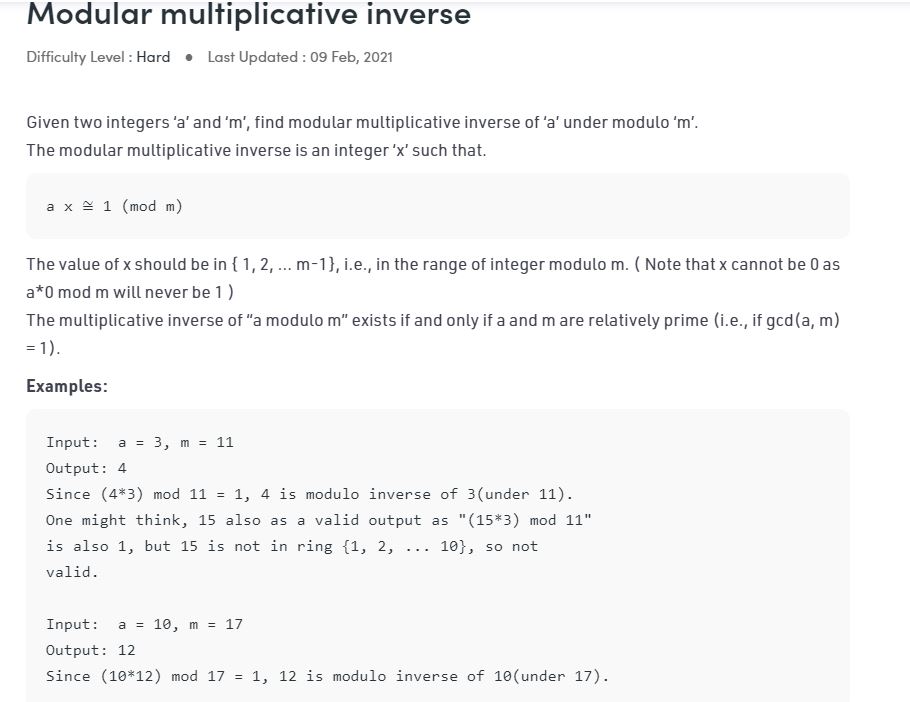 Modular multiplicative inverse
Difficulty Level : Hard ● Last Updated : 09 Feb, 2021
Given two integers ‘a’ and ‘m’, find modular multiplicative inverse of ‘a’ under modulo ‘m’.
The modular multiplicative inverse is an integer ‘x’ such that.
a x ≅ 1 (mod m)
The value of x should be in { 1, 2, … m-1}, i.e., in the range of integer modulo m. ( Note that x cannot be 0 as
a*0 mod m will never be 1 )
The multiplicative inverse of “a modulo m” exists if and only if a and m are relatively prime (i.e., if gcd(a, m)
= 1).
Examples:
Input:  a = 3, m = 11
Output: 4
Since (4*3) mod 11 = 1, 4 is modulo inverse of 3(under 11).
One might think, 15 also as a valid output as "(15*3) mod 11"
is also 1, but 15 is not in ring {1, 2, ... 10}, so not
valid.
Input:  a = 10, m = 17
Output: 12
Since (10*12) mod 17 = 1, 12 is modulo inverse of 10(under 17).